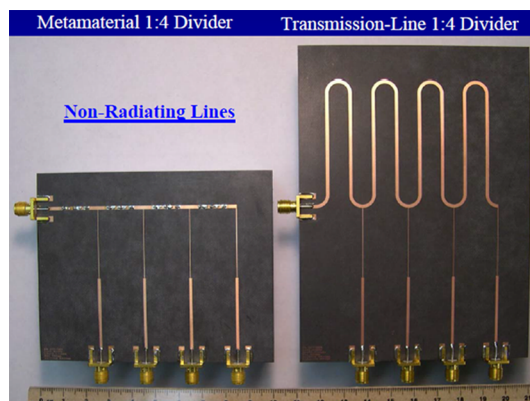 Metamaterial 1:4 Divider
Transmission-Line 1:4 Divider
Non-Radiating Lines